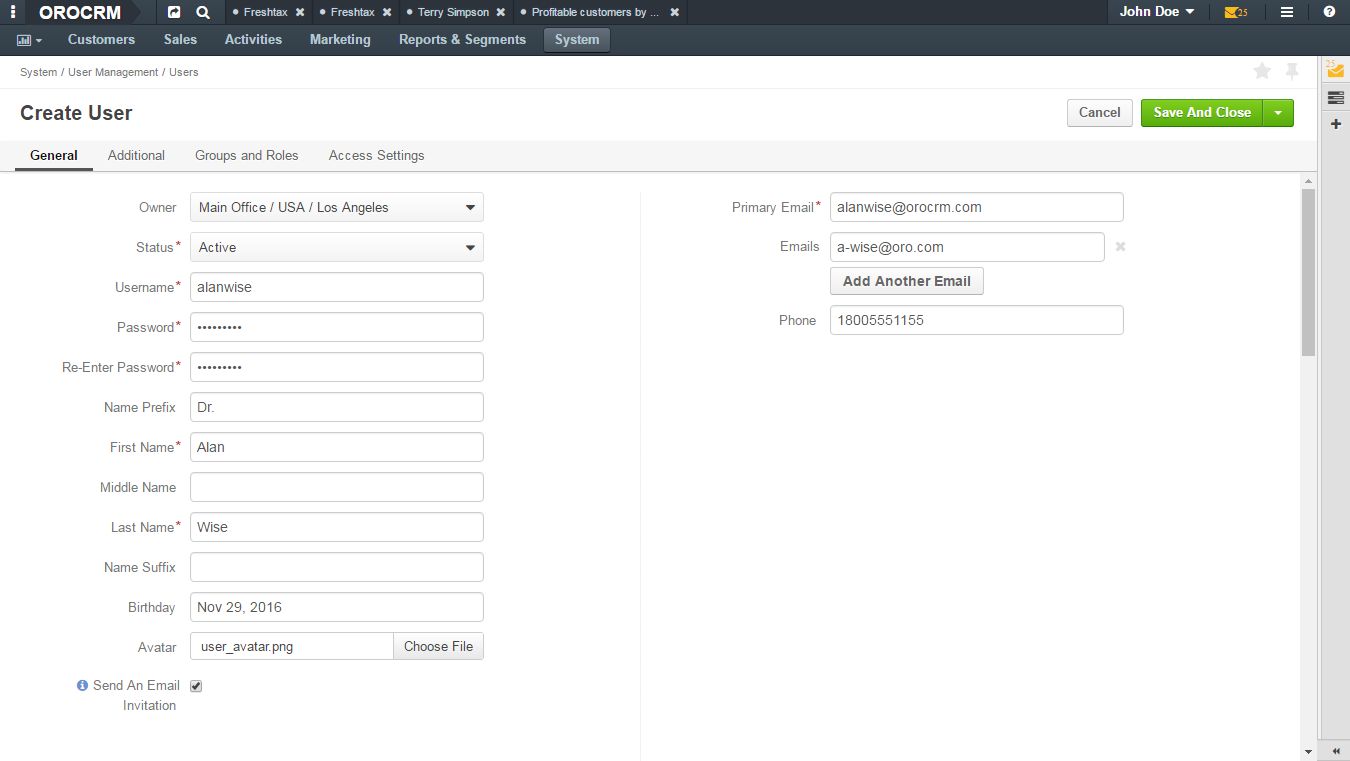 OROCRM • Freshtax × • Freshtax × • Terry Simpson × • Profitable customers by ... × John Doe 25
Customers Sales Activities Marketing Reports & Segments System
System / User Management / Users
25
Create User Cancel Save And Close
General Additional Groups and Roles Access Settings
Owner Main Office / USA / Los Angeles Primary Email* alanwise@orocrm.com
Status* Active Emails a-wise@oro.com
Add Another Email
Username* alanwise
Phone 18005551155
Password* •••••••••
Re-Enter Password* •••••••••
Name Prefix Dr.
First Name* Alan
Middle Name
Last Name* Wise
Name Suffix
Birthday Nov 29, 2016
Avatar user_avatar.png Choose File
Send An Email
Invitation